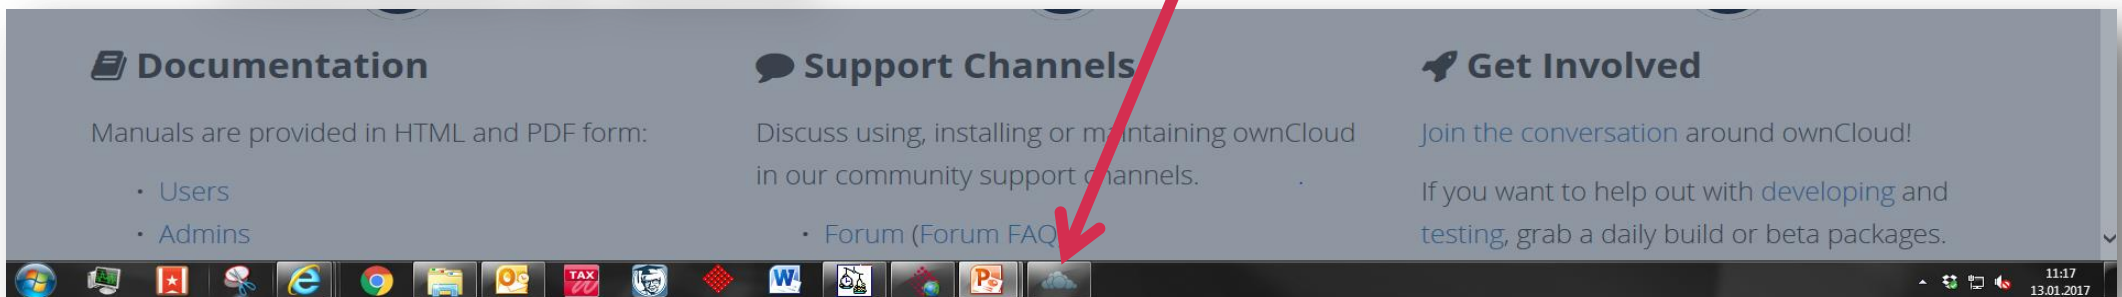 Documentation
Manuals are provided in HTML and PDF form:
• Users
• Admins
Support Channels
Discuss using, installing or maintaining ownCloud
in our community support channels.
• Forum (Forum FAQ
Get Involved
Join the conversation around ownCloud!
If you want to help out with developing and
testing, grab a daily build or beta packages.
TAX
11:17
13.01.2017